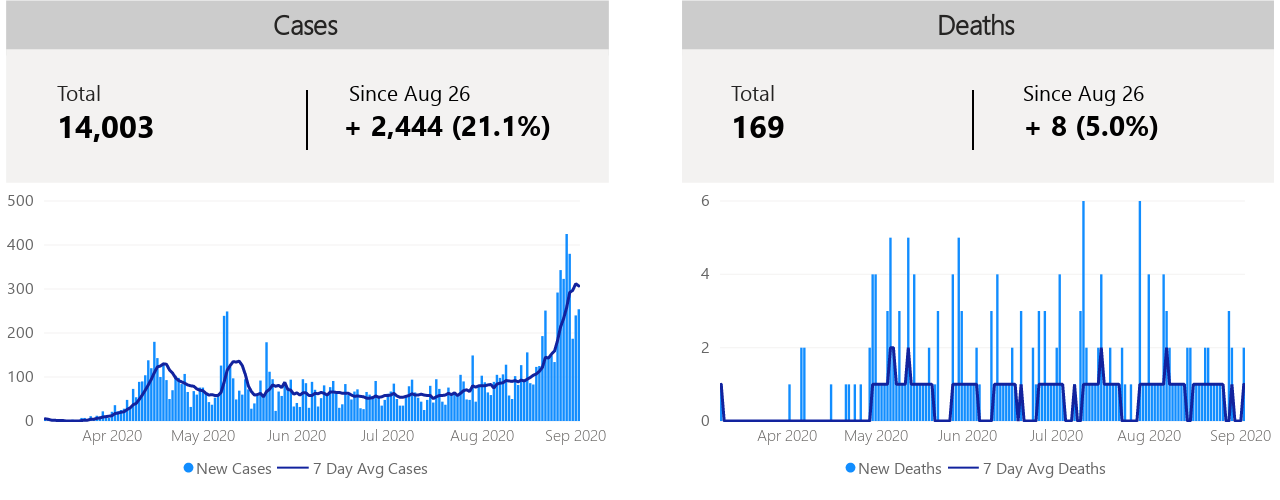 Cases
Total
14,003
Since Aug 26
+ 2,444 (21.1%)
500
400
300
200
100
0
Apr 2020 May 2020 Jun 2020 Jul 2020 Aug 2020 Sep 2020
New Cases 7 Day Avg Cases
Deaths
Total
169
Since Aug 26
+ 8 (5.0%)
6
4
2
0
Apr 2020 May 2020 Jun 2020 Jul 2020 Aug 2020 Sep 2020
New Deaths 7 Day Avg Deaths